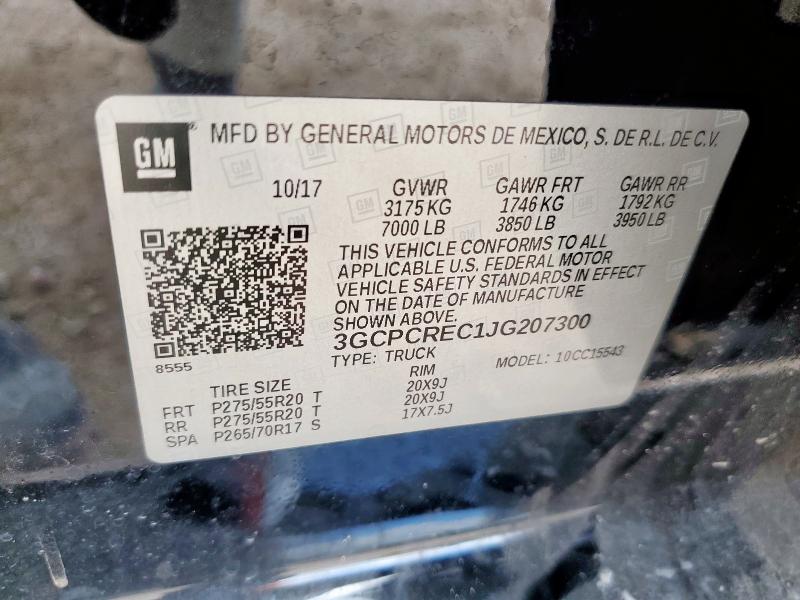 GM ® MFD BY GENERAL MOTORS DE MEXICO, S. DE R.L. DE C.V.
10/17 GVWR GAWR FRT GAWR RR
3175 KG 1746 KG 1792 KG
7000 LB 3850 LB 3950 LB
THIS VEHICLE CONFORMS TO ALL
APPLICABLE U.S. FEDERAL MOTOR
VEHICLE SAFETY STANDARDS IN EFFECT
ON THE DATE OF MANUFACTURE
SHOWN ABOVE.
3GCPCREC1JG207300
8555 TYPE: TRUCK MODEL: 10CC15543
TIRE SIZE RIM
FRT P275/55R20 T 20X9J
RR P275/55R20 T 20X9J
SPA P265/70R17 S 17X7.5J